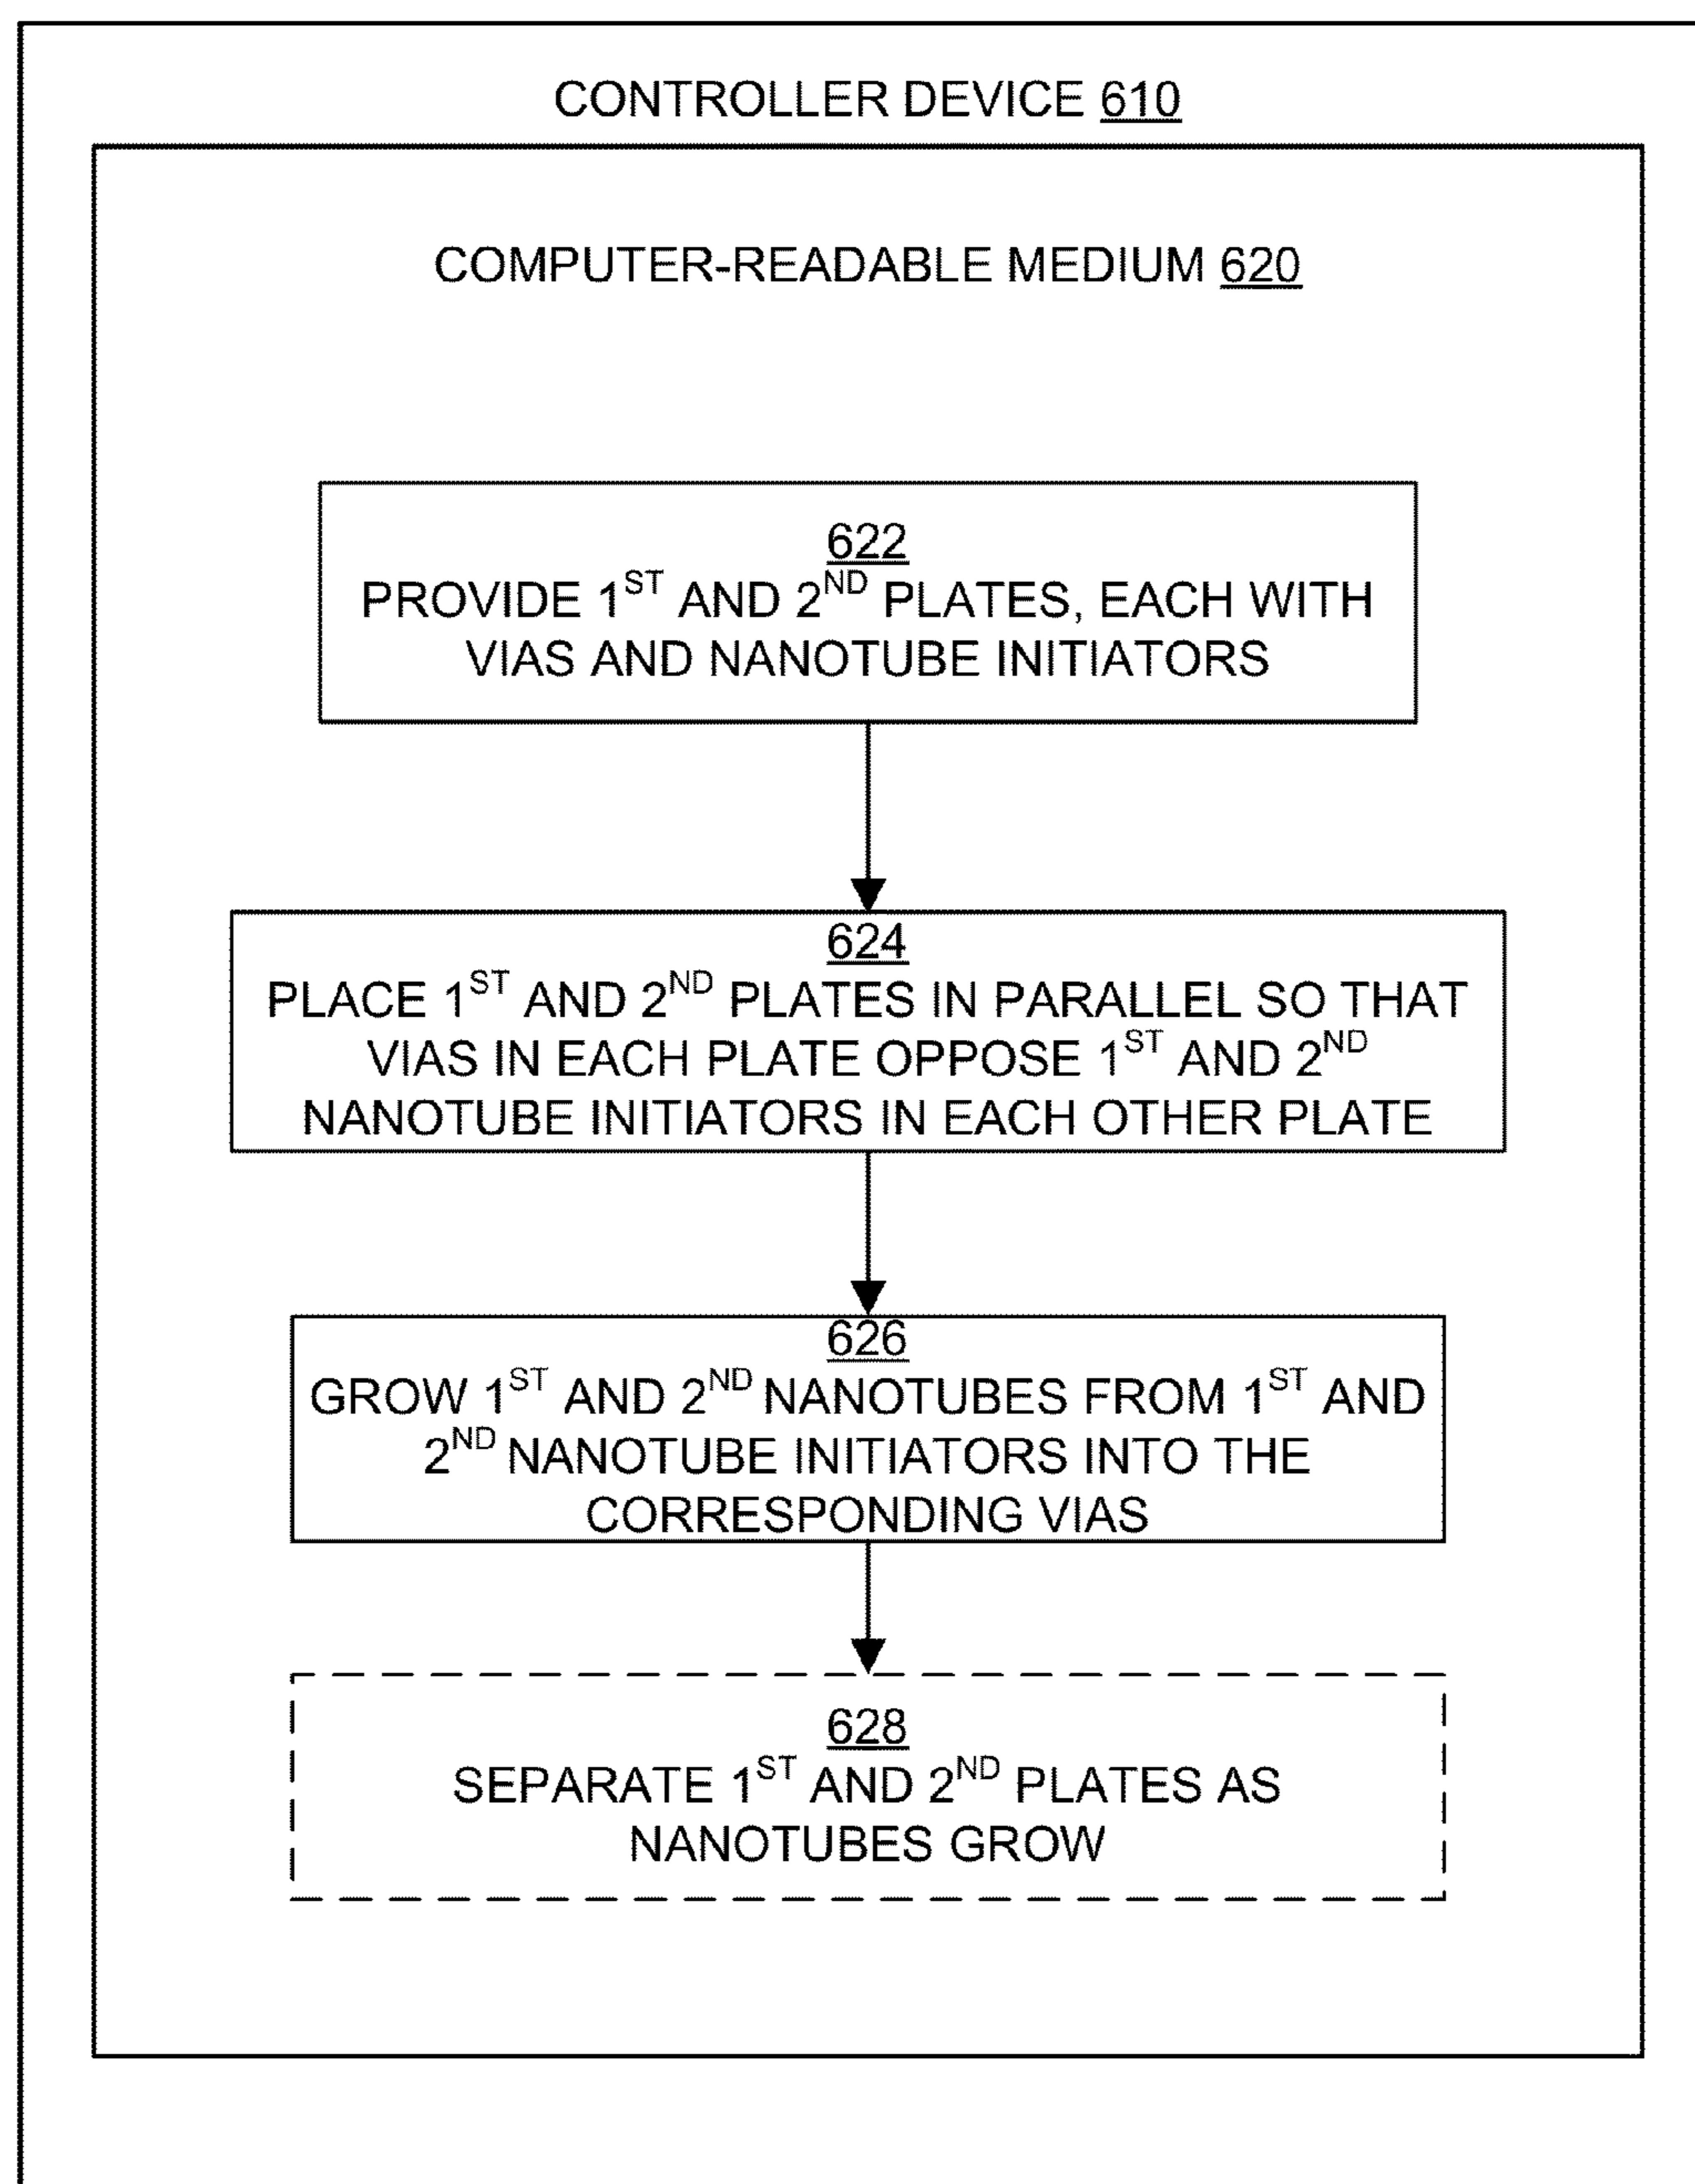 CONTROLLER DEVICE 610
COMPUTER-READABLE MEDIUM 620
622
PROVIDE 1ST AND 2ND PLATES, EACH WITH
VIAS AND NANOTUBE INITIATORS
624
PLACE 1ST AND 2ND PLATES IN PARALLEL SO THAT
VIAS IN EACH PLATE OPPOSE 1ST AND 2ND
NANOTUBE INITIATORS IN EACH OTHER PLATE
626
GROW 1ST AND 2ND NANOTUBES FROM 1ST AND
2ND NANOTUBE INITIATORS INTO THE
CORRESPONDING VIAS
628
SEPARATE 1ST AND 2ND PLATES AS
NANOTUBES GROW